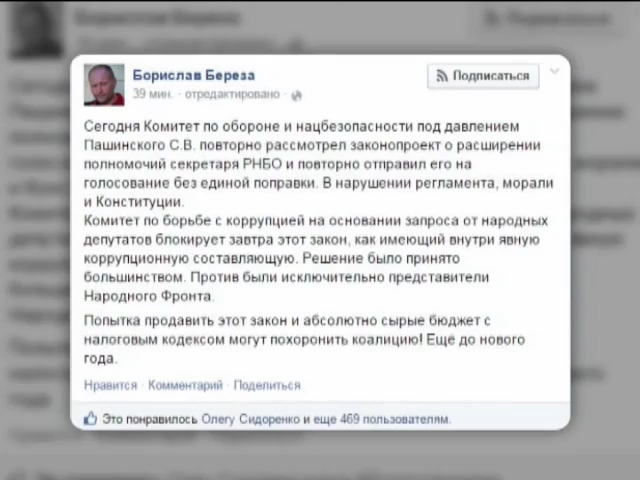 Борислав Береза
Подписаться
39 мин. · отредактировано ·
Сегодня Комитет по обороне и нацбезопасности под давлением
Пашинского С.В. повторно рассмотрел законопроект о расширении
полномочий секретаря РНБО и повторно отправил его на
голосование без единой поправки. В нарушении регламента, морали
и Конституции.
Комитет по борьбе с коррупцией на основании запроса от народных
депутатов блокирует завтра этот закон, как имеющий внутри явную
коррупционную составляющую. Решение было принято
большинством. Против были исключительно представители
Народного Фронта.
Попытка продавить этот закон и абсолютно сырые бюджет с
налоговым кодексом могут похоронить коалицию! Ещё до нового
года.
Нравится · Комментарий · Поделиться
Это понравилось Олегу Сидоренко и еще 469 пользователям.